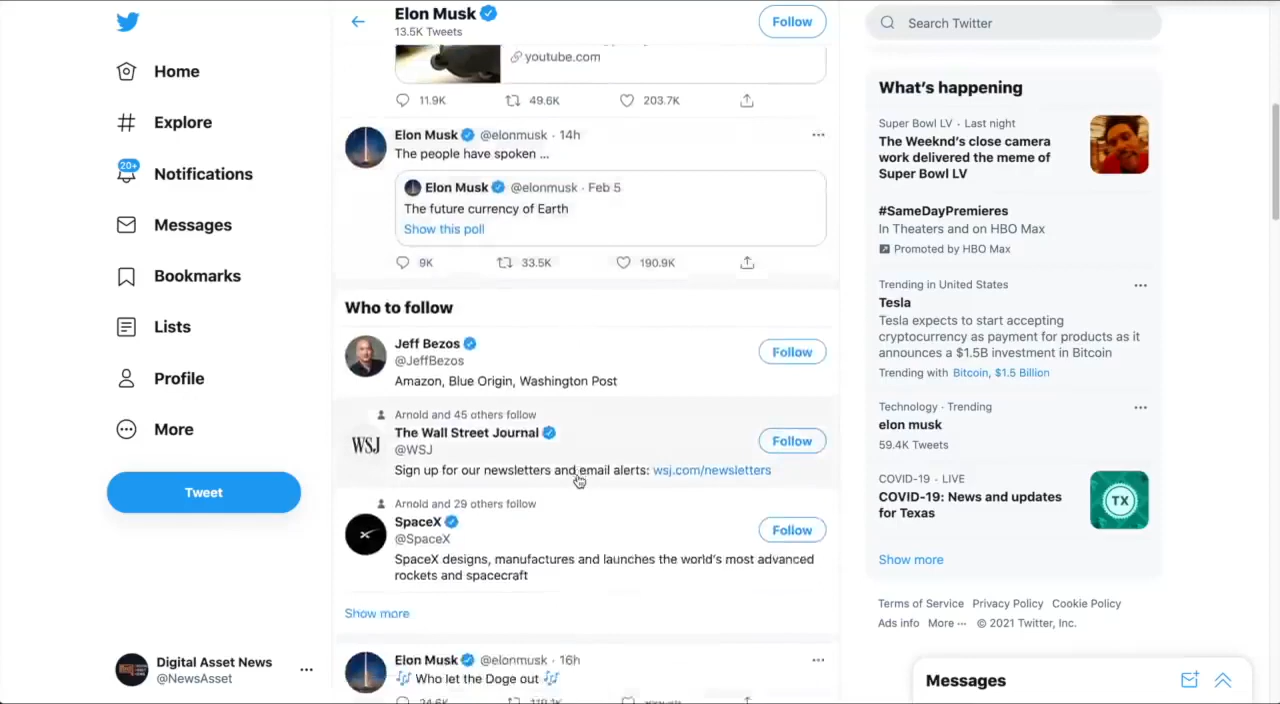 Home
Explore
20+
Notifications
Messages
Bookmarks
Lists
Profile
More
Tweet
Digital Asset News
@NewsAsset
Elon Musk
13.5K Tweets
Follow
youtube.com
11.9K 49.6K 203.7K
Elon Musk @elonmusk · 14h
The people have spoken ...
Elon Musk @elonmusk · Feb 5
The future currency of Earth
Show this poll
9K 33.5K 190.9K
Who to follow
Jeff Bezos
@JeffBezos
Follow
Amazon, Blue Origin, Washington Post
Arnold and 45 others follow
The Wall Street Journal
WSJ
@WSJ
Follow
Sign up for our newsletters and email alerts: wsj.com/newsletters
Arnold and 29 others follow
SpaceX
@SpaceX
Follow
SpaceX designs, manufactures and launches the world's most advanced
rockets and spacecraft
Show more
Elon Musk @elonmusk · 16h
🎶 Who let the Doge out 🎶
Search Twitter
What's happening
Super Bowl LV · Last night
The Weeknd's close camera
work delivered the meme of
Super Bowl LV
#SameDayPremieres
In Theaters and on HBO Max
Promoted by HBO Max
Trending in United States
Tesla
Tesla expects to start accepting
cryptocurrency as payment for products as it
announces a $1.5B investment in Bitcoin
Trending with Bitcoin, $1.5 Billion
Technology · Trending
elon musk
59.4K Tweets
COVID-19 · LIVE
COVID-19: News and updates
for Texas
TX
Show more
Terms of Service Privacy Policy Cookie Policy
Ads info More ··· © 2021 Twitter, Inc.
Messages